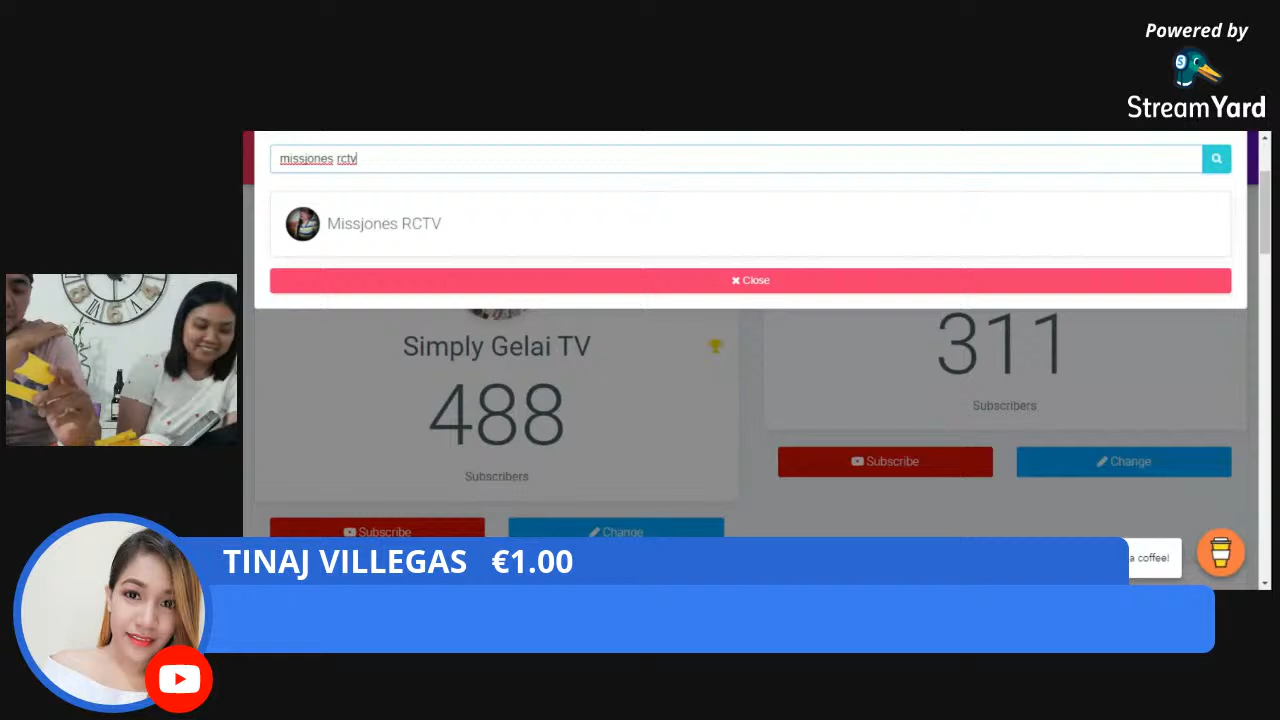 Powered by
StreamYard
missjones rctv
Missjones RCTV
Close
Simply Gelai TV
488
Subscribers
311
Subscribers
Subscribe
Change
Subscribe
Change
a coffee!
TINAJ VILLEGAS €1.00